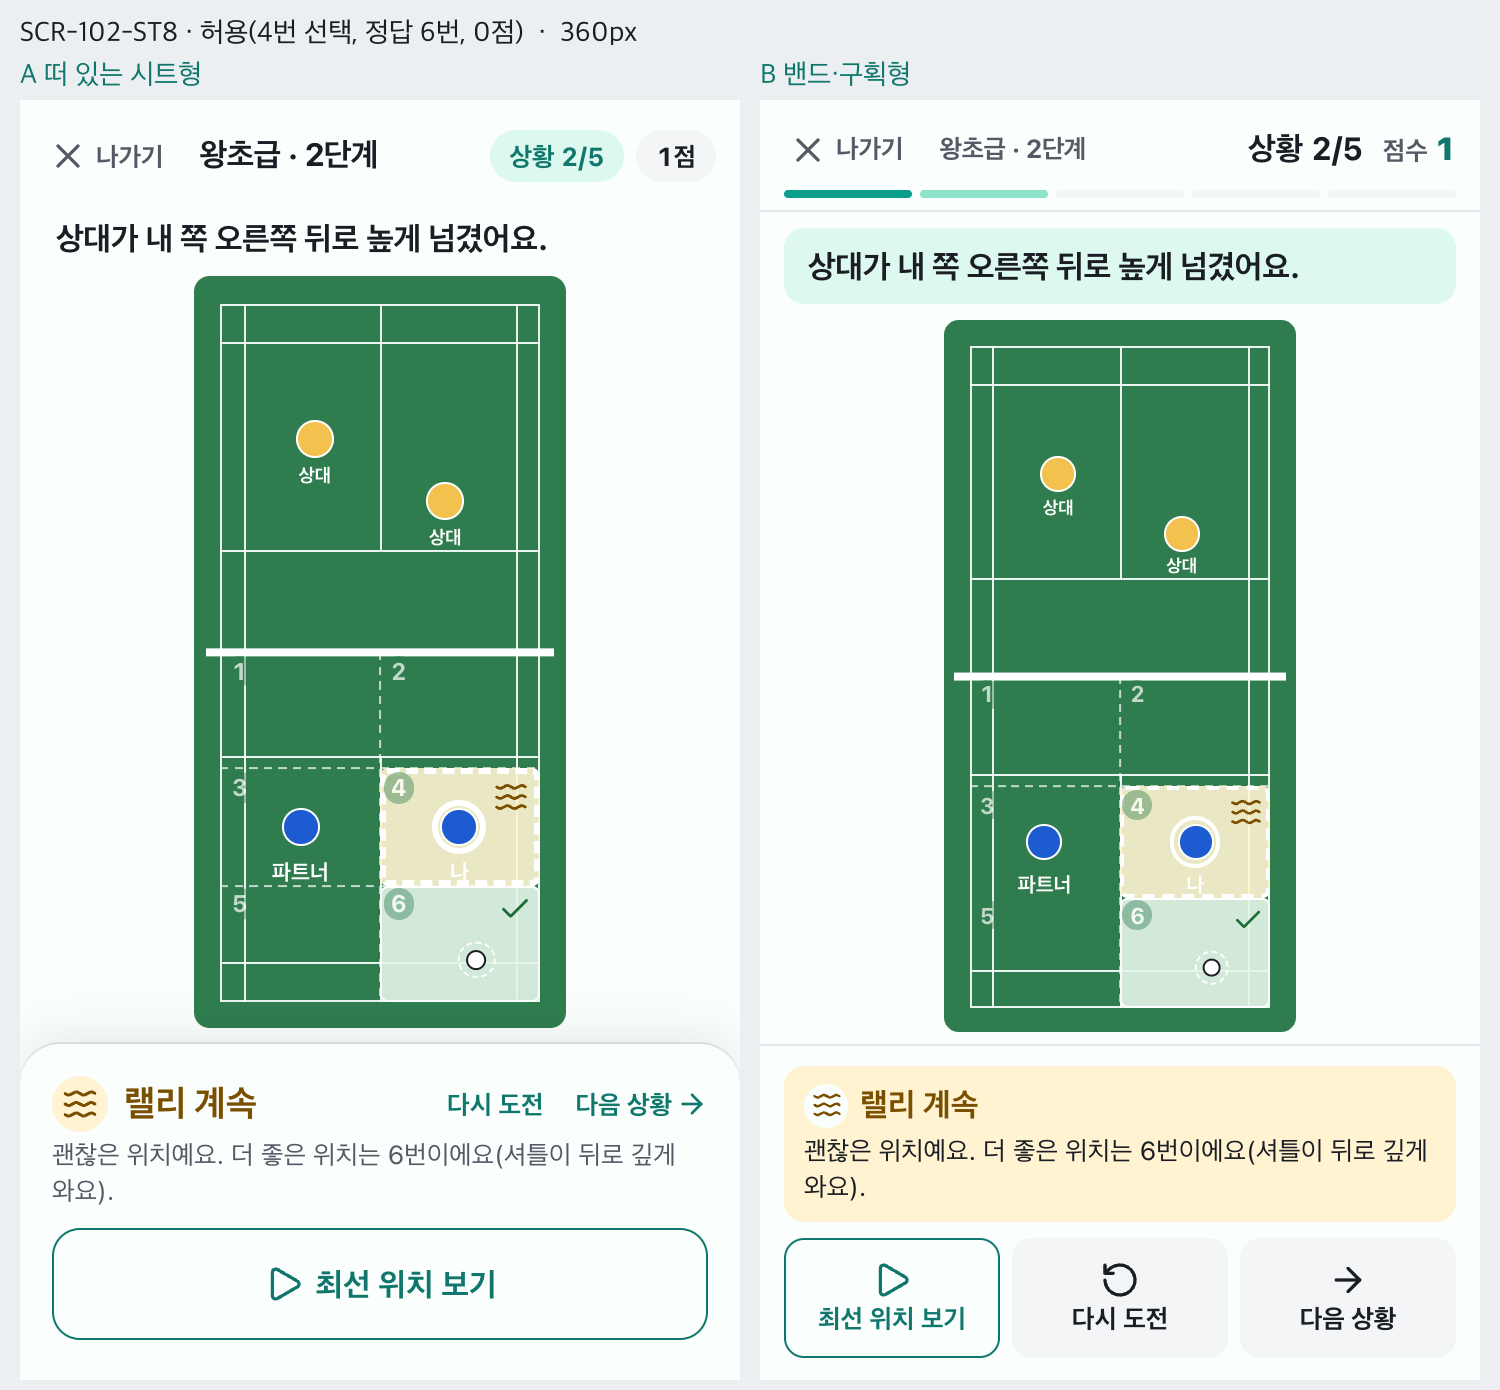 SCR-102-ST8 · 허용(4번 선택, 정답 6번, 0점) · 360px
A 떠 있는 시트형
나가기 왕초급 · 2단계 상황 2/5 1점
상대가 내 쪽 오른쪽 뒤로 높게 넘겼어요.
상대
상대
1 2
3 4
파트너 나
5 6
랠리 계속 다시 도전 다음 상황
괜찮은 위치예요. 더 좋은 위치는 6번이에요(셔틀이 뒤로 깊게
와요).
최선 위치 보기
B 밴드·구획형
나가기 왕초급 · 2단계 상황 2/5 점수 1
상대가 내 쪽 오른쪽 뒤로 높게 넘겼어요.
상대
상대
1 2
3 4
파트너 나
5 6
랠리 계속
괜찮은 위치예요. 더 좋은 위치는 6번이에요(셔틀이 뒤로 깊게
와요).
최선 위치 보기 다시 도전 다음 상황